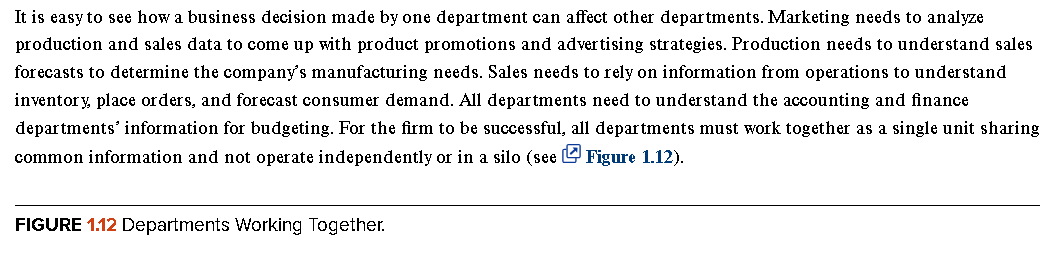 It is easy to see how a business decision made by one department can affect other departments. Marketing needs to analyze
production and sales data to come up with product promotions and advertising strategies. Production needs to understand sales
forecasts to determine the company's manufacturing needs. Sales needs to rely on information from operations to understand
inventory, place orders, and forecast consumer demand. All departments need to understand the accounting and finance
departments' information for budgeting. For the firm to be successful, all departments must work together as a single unit sharing
common information and not operate independently or in a silo (see Figure 1.12).
FIGURE 1.12 Departments Working Together.